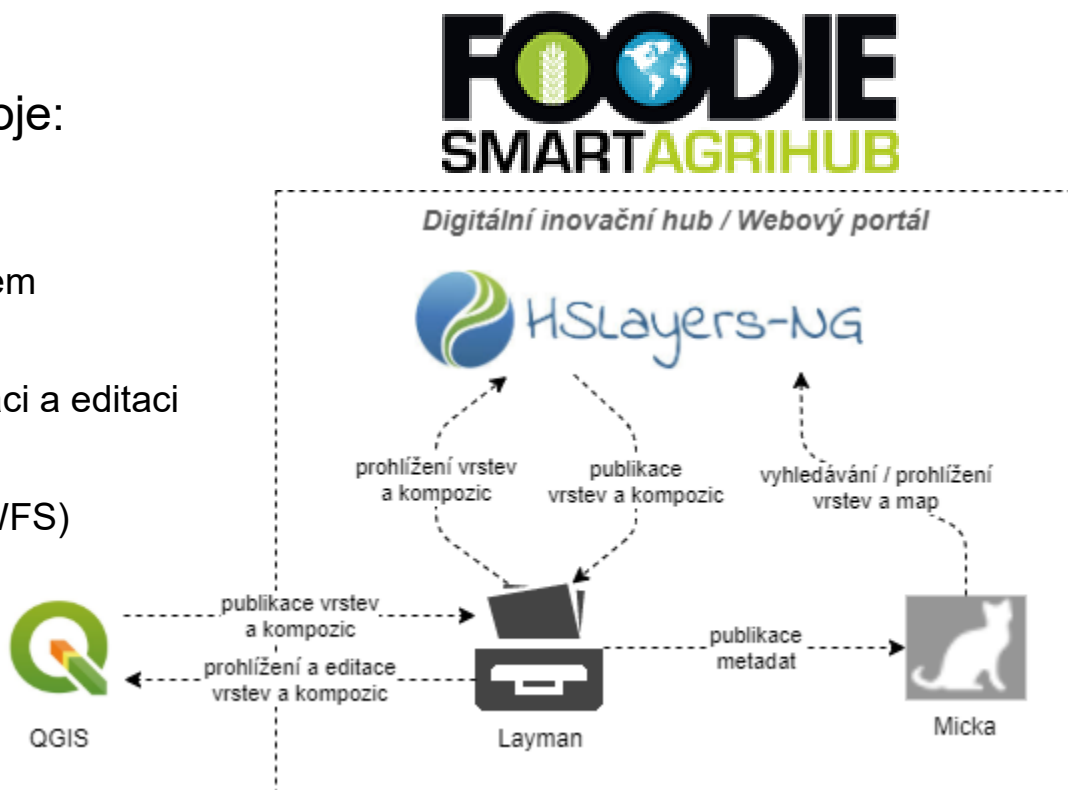 FOODIE
SMARTAGRIHUB
oje:
em
ci a editaci
/FS)
Digitální inovační hub / Webový portál
HSLayers-NG
prohlížení vrstev
a kompozic
publikace
vrstev a kompozic
vyhledávání / prohlížení
vrstev a map
publikace vrstev
a kompozic
prohlížení a editace
vrstev a kompozic
publikace
metadat
QGIS
Layman
Micka